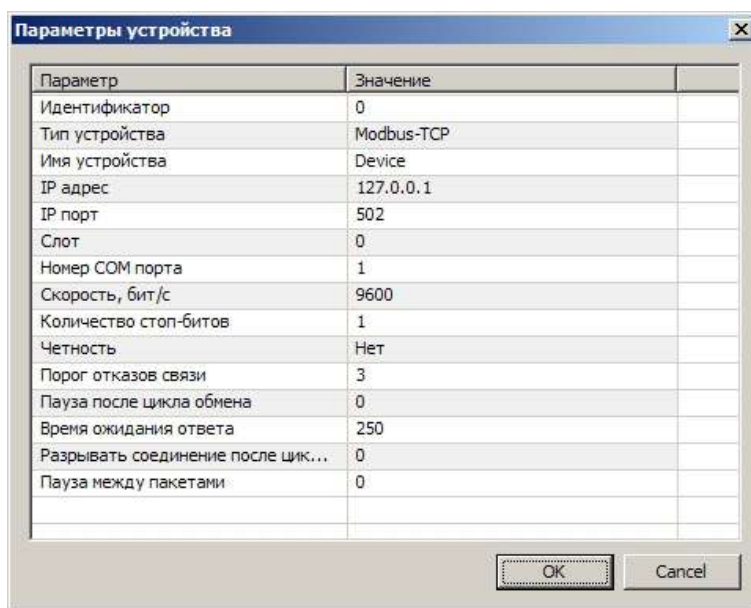 Параметры устройства
Параметр Значение
Идентификатор 0
Тип устройства Modbus-TCP
Имя устройства Device
IP адрес 127.0.0.1
IP порт 502
Слот 0
Номер COM порта 1
Скорость, бит/с 9600
Количество стоп-битов 1
Четность Нет
Порог отказов связи 3
Пауза после цикла обмена 0
Время ожидания ответа 250
Разрывать соединение после цик... 0
Пауза между пакетами 0
OK Cancel